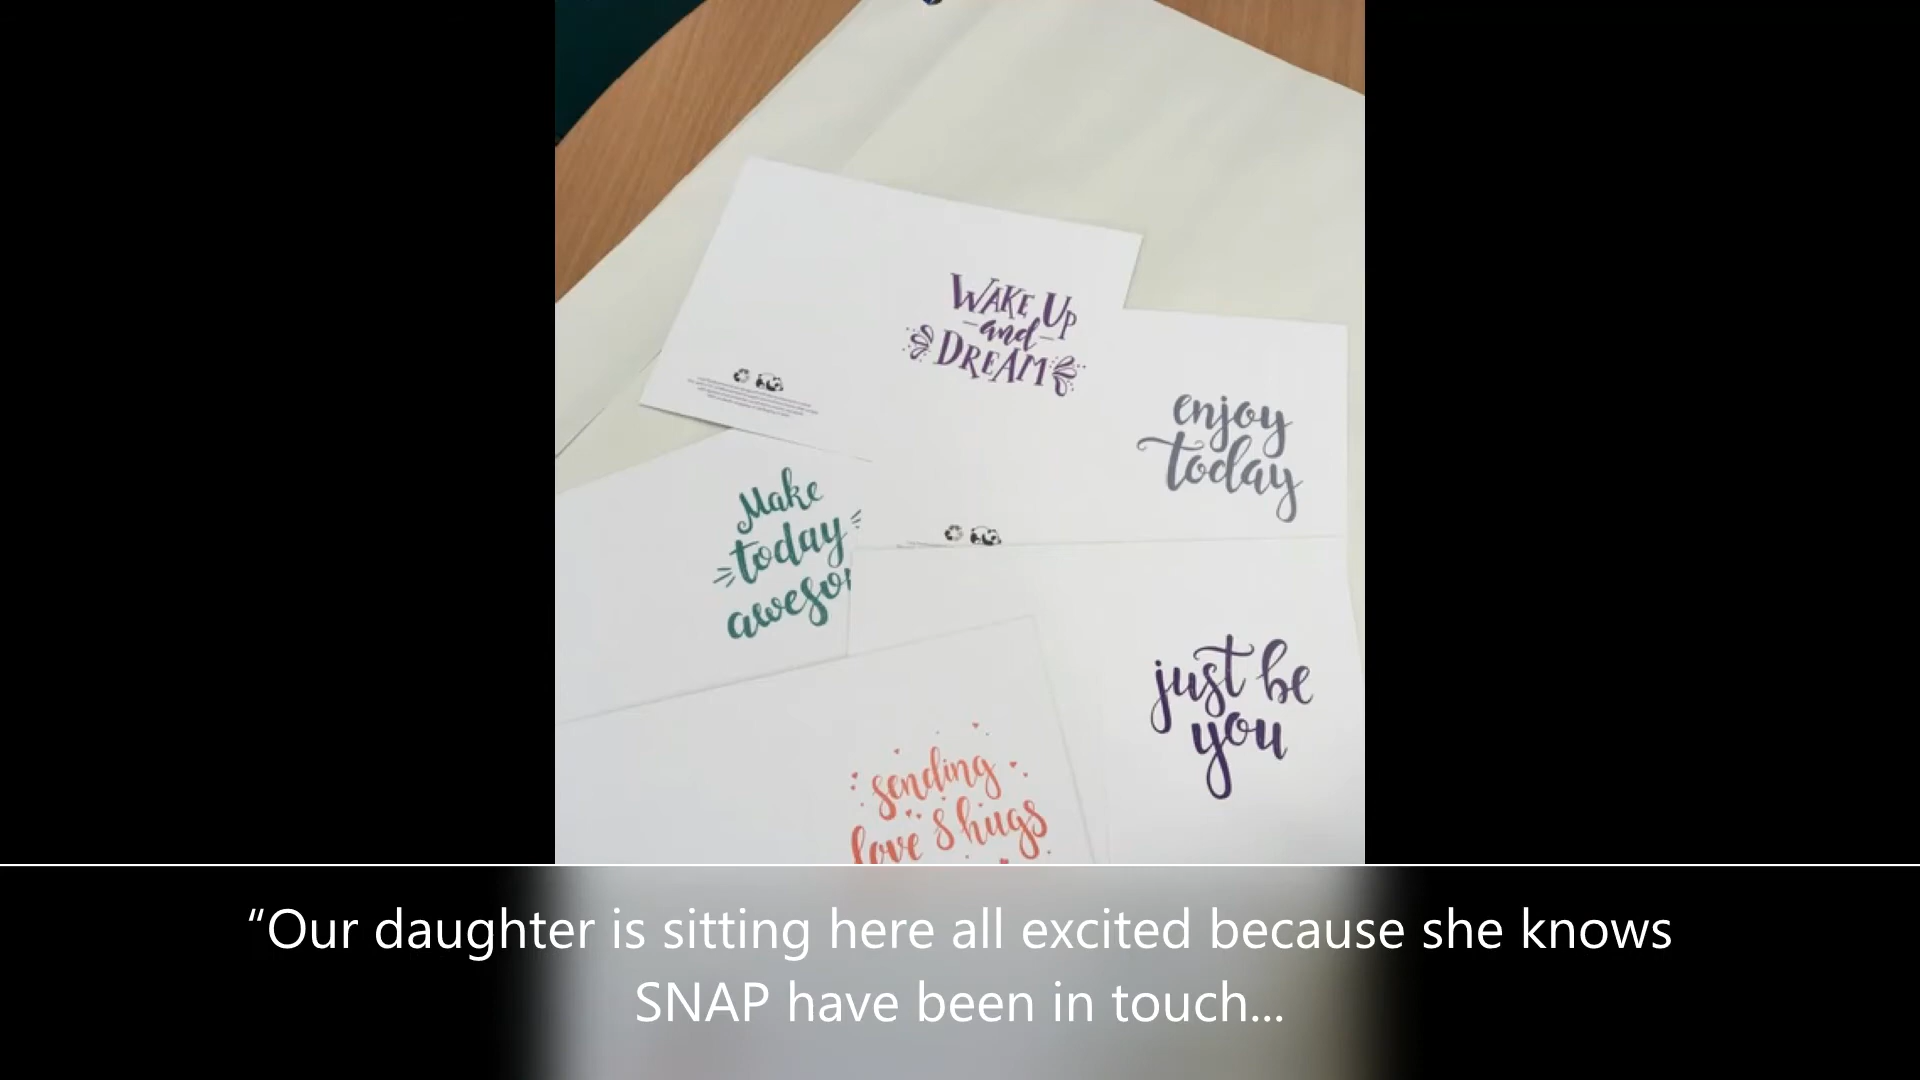 WAKE UP
and
DREAM
enjoy
today
Make
today
aweso
just be
you
sending
love & hugs
“Our daughter is sitting here all excited because she knows
SNAP have been in touch...